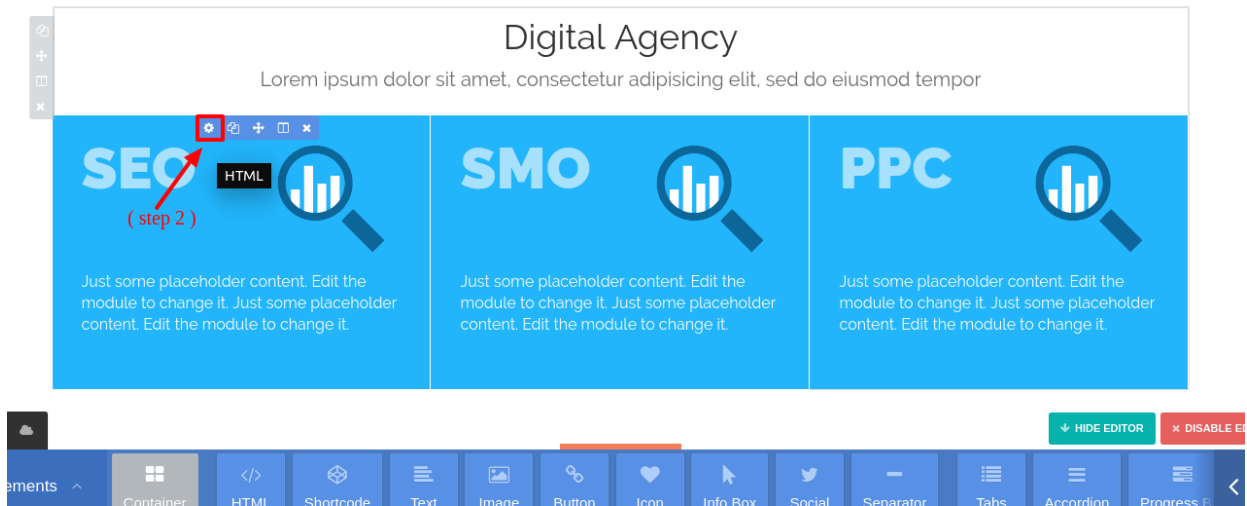 Digital Agency
Lorem ipsum dolor sit amet, consectetur adipisicing elit, sed do eiusmod tempor
SEO
HTML
( step 2 )
Just some placeholder content. Edit the
module to change it. Just some placeholder
content. Edit the module to change it.
SMO
Just some placeholder content. Edit the
module to change it. Just some placeholder
content. Edit the module to change it.
PPC
Just some placeholder content. Edit the
module to change it. Just some placeholder
content. Edit the module to change it.
HIDE EDITOR
DISABLE ED
ements
Container
HTML
Shortcode
Text
Image
Button
Icon
Info Box
Social
Separator
Tabs
Accordion
Progress B